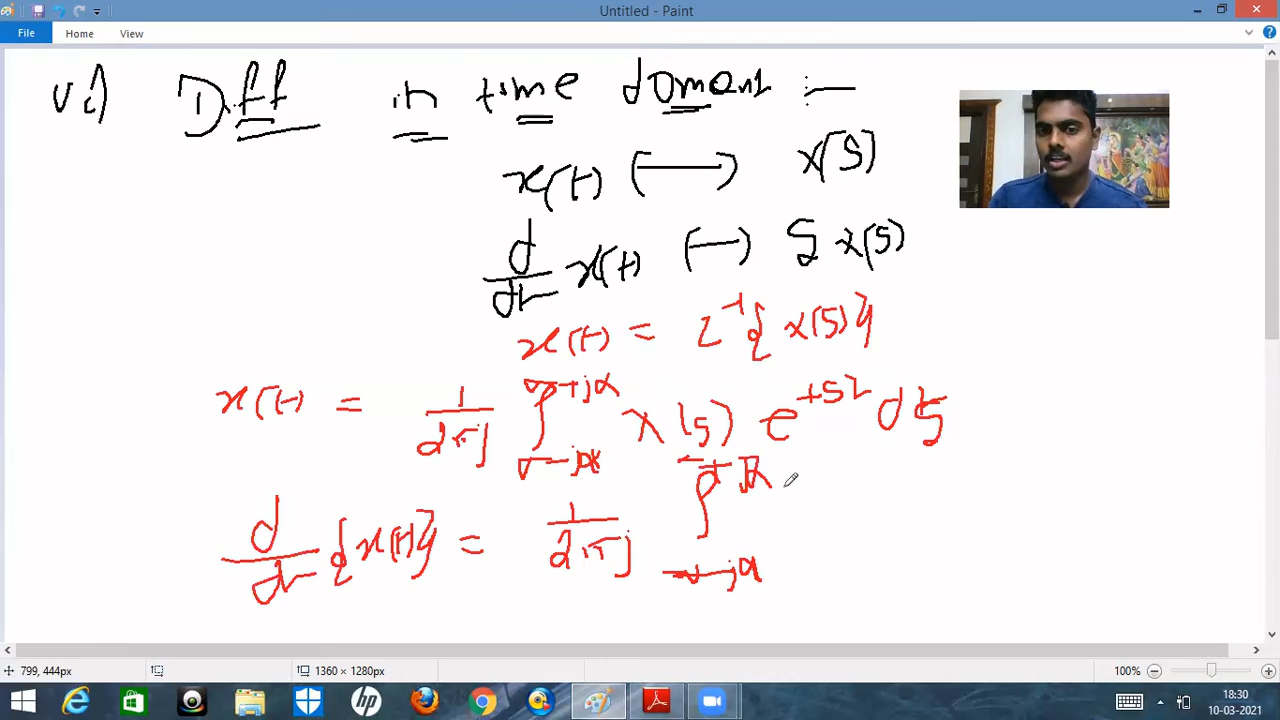 Untitled - Paint
File Home View
vi) Diff in time domain :-
x(t) ⟷ X(s)
d/dt x(t) ⟷ s X(s)
x(t) = L^-1 { X(s) }
x(t) = 1/2πj ∫_{σ-j∞}^{σ+j∞} X(s) e^{+st} ds
d/dt {x(t)} = 1/2πj ∫_{σ-j∞}^{σ+j∞}
799, 444px 1360 × 1280px 100%
18:30
10-03-2021